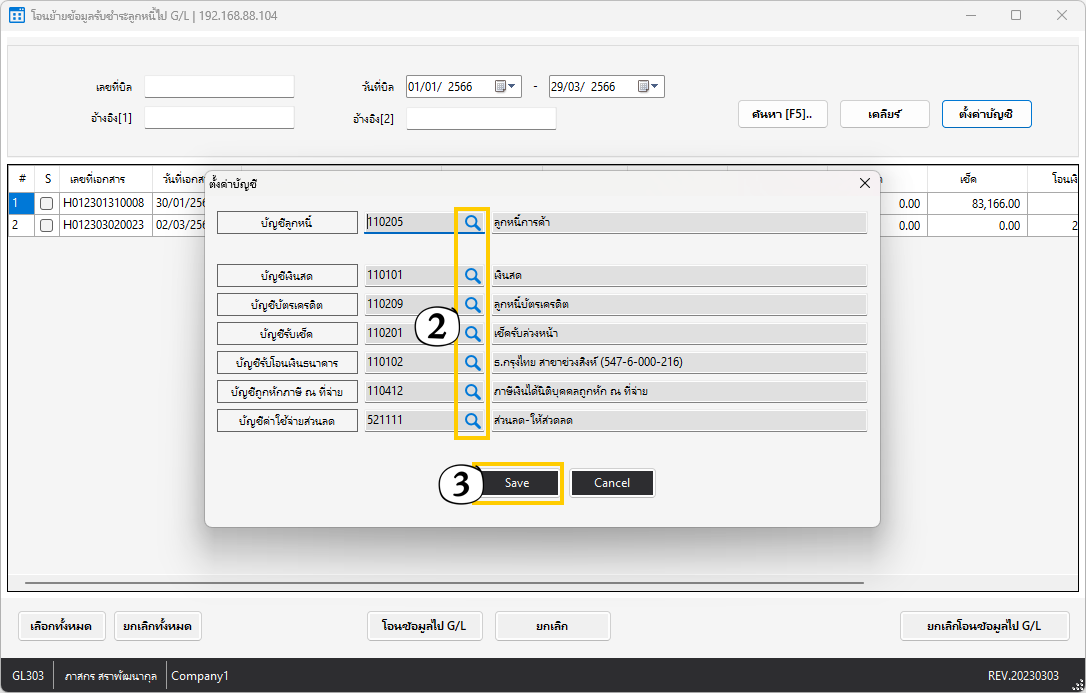 โอนย้ายข้อมูลรับชำระลูกหนี้ไป G/L | 192.168.88.104
เลขที่บิล วันที่บิล 01/01/ 2566 - 29/03/ 2566
อ้างอิง[1] อ้างอิง[2] ค้นหา [F5].. เคลียร์ ตั้งค่าบัญชี
# S เลขที่เอกสาร วันที่เอกส เช็ค โอนเงิ
1 H012301310008 30/01/256 0.00 83,166.00
2 H012303020023 02/03/256 0.00 0.00 2
ตั้งค่าบัญชี
บัญชีลูกหนี้ 110205 ลูกหนี้การค้า
บัญชีเงินสด 110101 เงินสด
บัญชีบัตรเครดิต 110209 ลูกหนี้บัตรเครดิต
บัญชีรับเช็ค 110201 เช็ครับล่วงหน้า
2
บัญชีรับโอนเงินธนาคาร 110102 ธ.กรุงไทย สาขาช่วงสิงห์ (547-6-000-216)
บัญชีถูกหักภาษี ณ ที่จ่าย 110412 ภาษีเงินได้นิติบุคคลถูกหัก ณ ที่จ่าย
บัญชีค่าใช้จ่ายส่วนลด 521111 ส่วนลด-ให้ส่วดลด
3 Save Cancel
เลือกทั้งหมด ยกเลิกทั้งหมด โอนข้อมูลไป G/L ยกเลิก ยกเลิกโอนข้อมูลไป G/L
GL303 ภาสกร สราพัฒนากุล Company1 REV.20230303